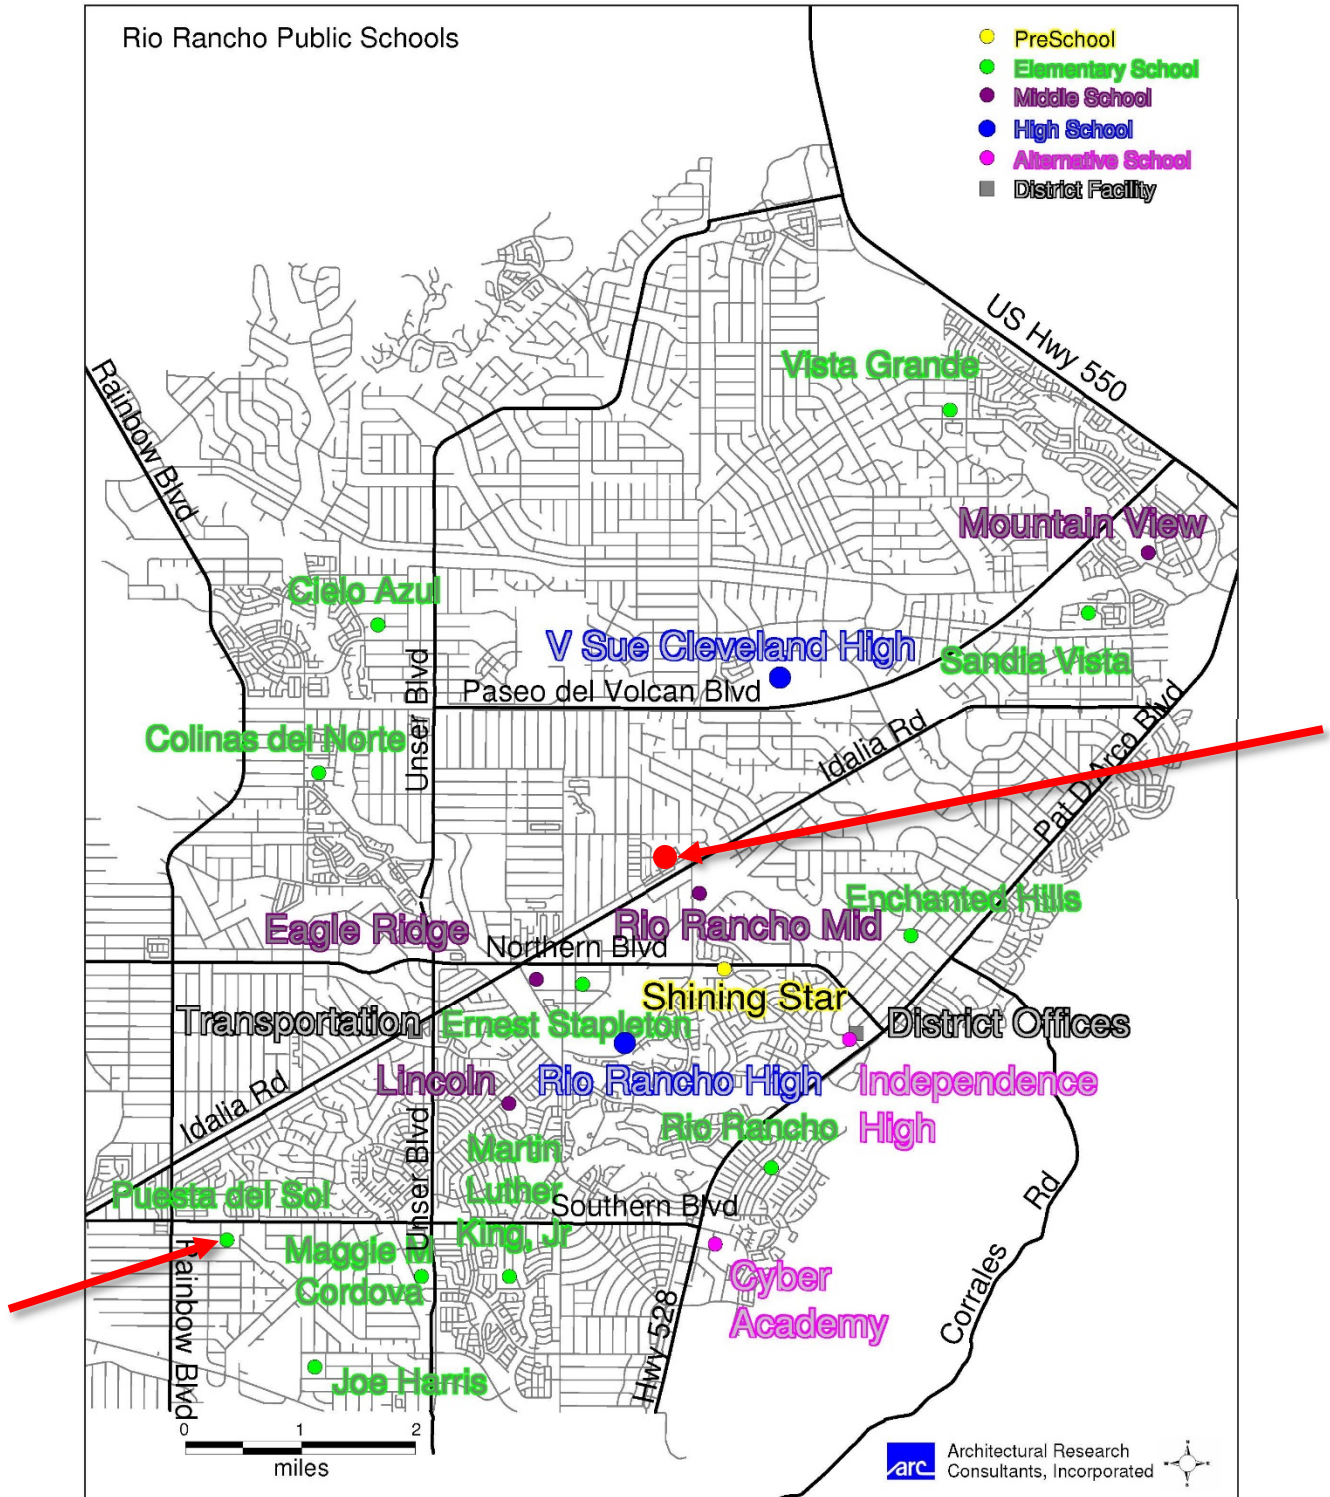 Rio Rancho Public Schools
PreSchool
Elementary School
Middle School
High School
Alternative School
District Facility
US Hwy 550
Vista Grande
Rainbow Blvd
Mountain View
Cielo Azul
V Sue Cleveland High
Sandia Vista
Unser Blvd
Paseo del Volcan Blvd
Pat D'Arco Blvd
Colinas del Norte
Idalia Rd
Enchanted Hills
Eagle Ridge
Rio Rancho Mid
Northern Blvd
Shining Star
Transportation
Ernest Stapleton
District Offices
Lincoln
Rio Rancho High
Independence
High
Idalia Rd
Rio Rancho
Unser Blvd
Martin
Luther
King, Jr
Puesta del Sol
Southern Blvd
Corrales Rd
Maggie M
Cordova
Rainbow Blvd
Cyber
Academy
Hwy 528
Joe Harris
0 1 2
miles
arc
Architectural Research
Consultants, Incorporated